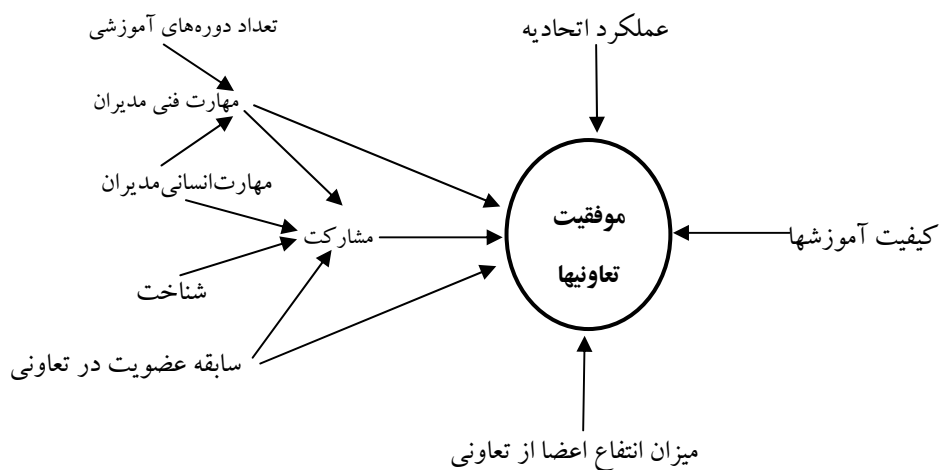 عملکرد اتحادیه
تعداد دوره‌های آموزشی
مهارت فنی مدیران
مهارت‌انسانی‌مدیران
موفقیت
تعاونیها
کیفیت آموزشها
مشارکت
شناخت
سابقه عضویت در تعاونی
میزان انتفاع اعضا از تعاونی